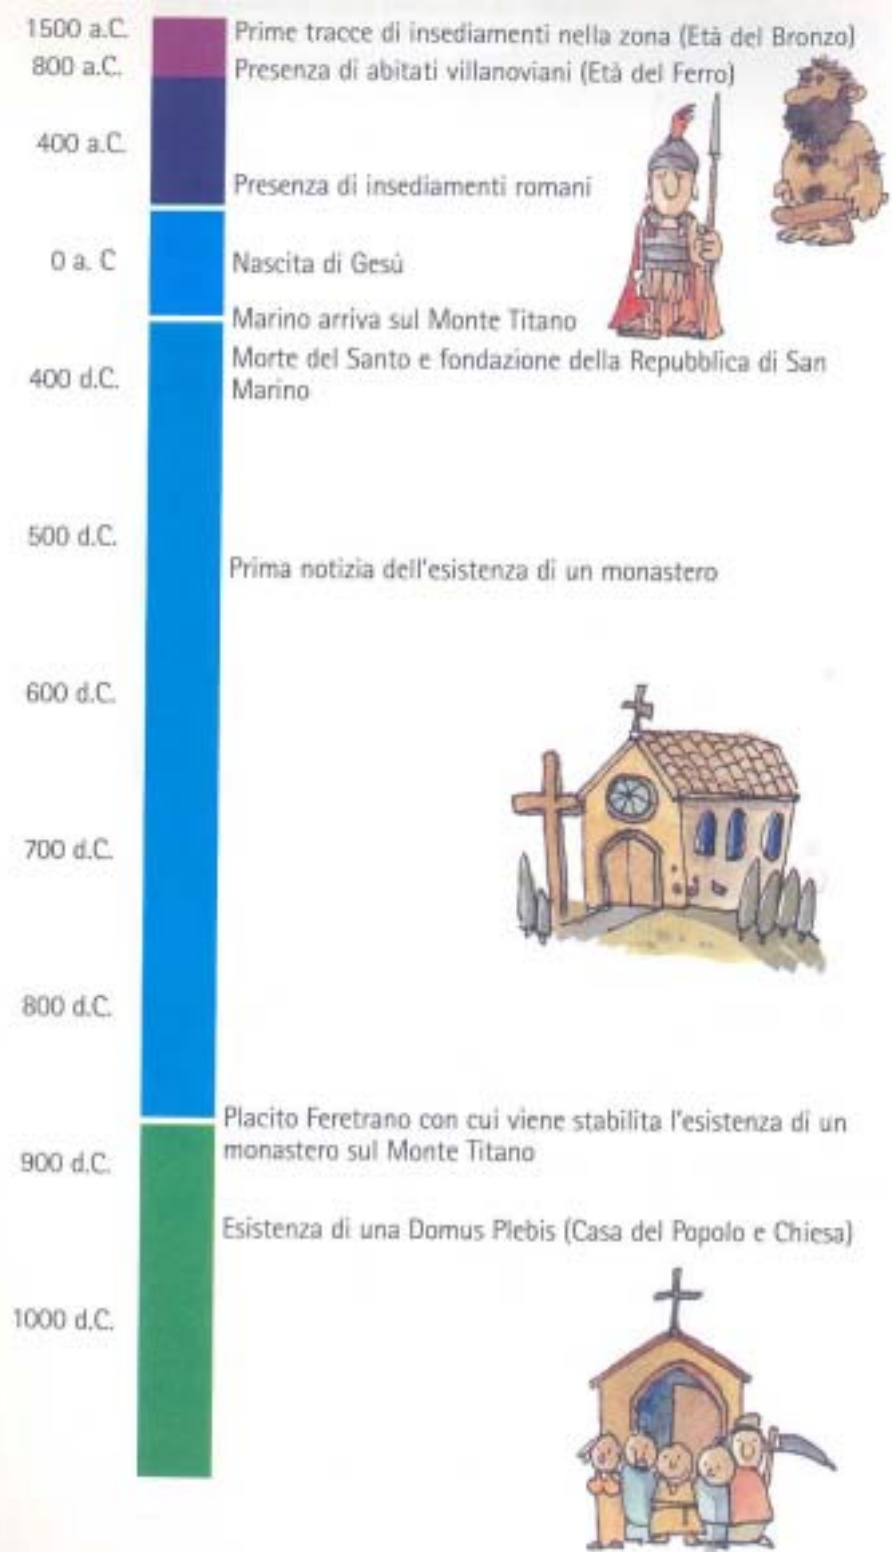 1500 a.C.
Prime tracce di insediamenti nella zona (Età del Bronzo)
800 a.C.
Presenza di abitati villanoviani (Età del Ferro)
400 a.C.
Presenza di insediamenti romani
0 a. C
Nascita di Gesù
Marino arriva sul Monte Titano
Morte del Santo e fondazione della Repubblica di San
400 d.C.
Marino
500 d.C.
Prima notizia dell'esistenza di un monastero
600 d.C.
700 d.C.
800 d.C.
Placito Feretrano con cui viene stabilita l'esistenza di un
monastero sul Monte Titano
900 d.C.
Esistenza di una Domus Plebis (Casa del Popolo e Chiesa)
1000 d.C.